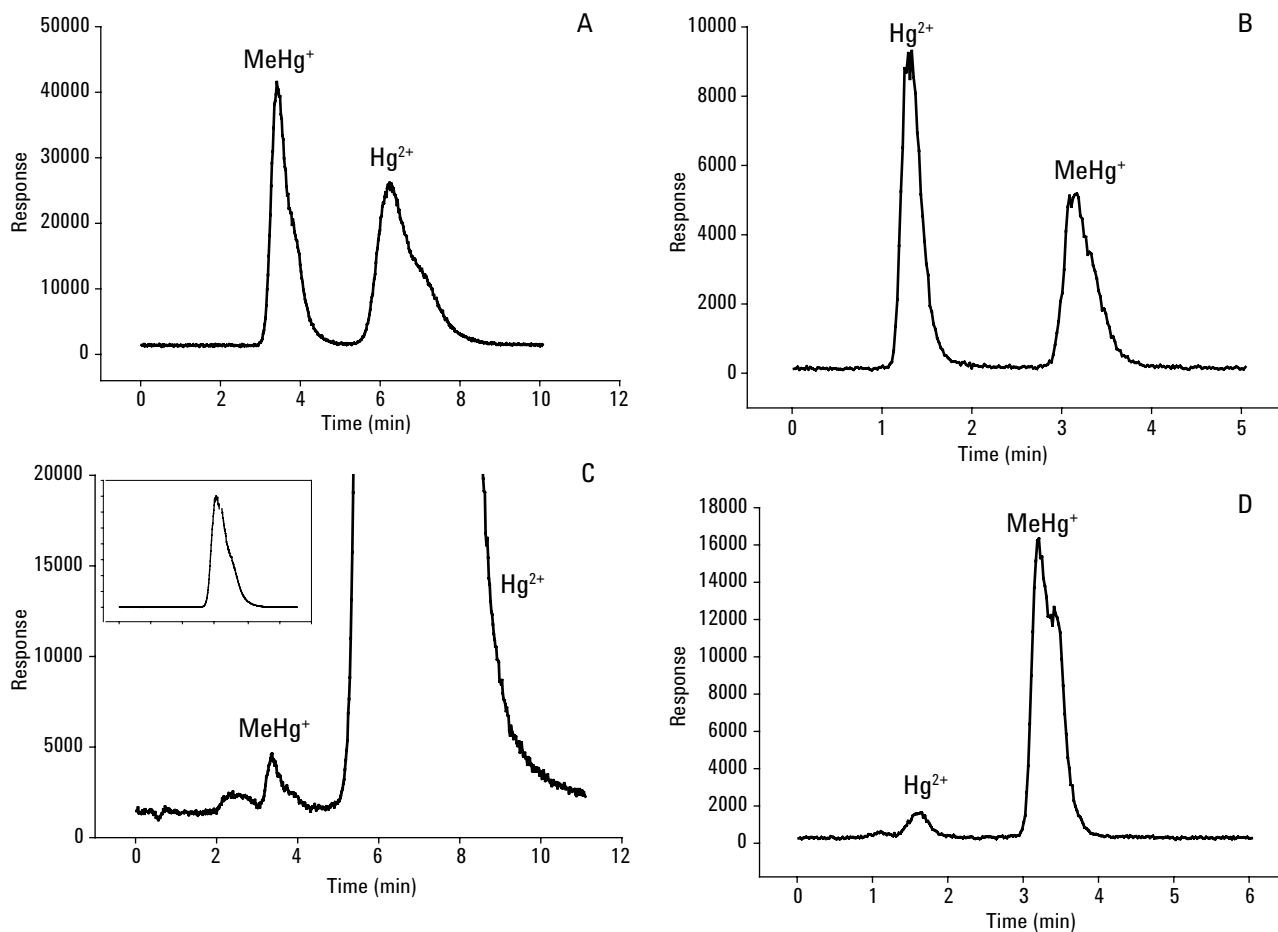 A
50000
40000
30000
20000
10000
0
Response
MeHg⁺
Hg²⁺
0 2 4 6 8 10 12
Time (min)
B
10000
8000
6000
4000
2000
0
Response
Hg²⁺
MeHg⁺
0 1 2 3 4 5
Time (min)
C
20000
15000
10000
5000
0
Response
MeHg⁺
Hg²⁺
0 2 4 6 8 10 12
Time (min)
D
18000
16000
14000
12000
10000
8000
6000
4000
2000
0
Response
MeHg⁺
Hg²⁺
0 1 2 3 4 5 6
Time (min)